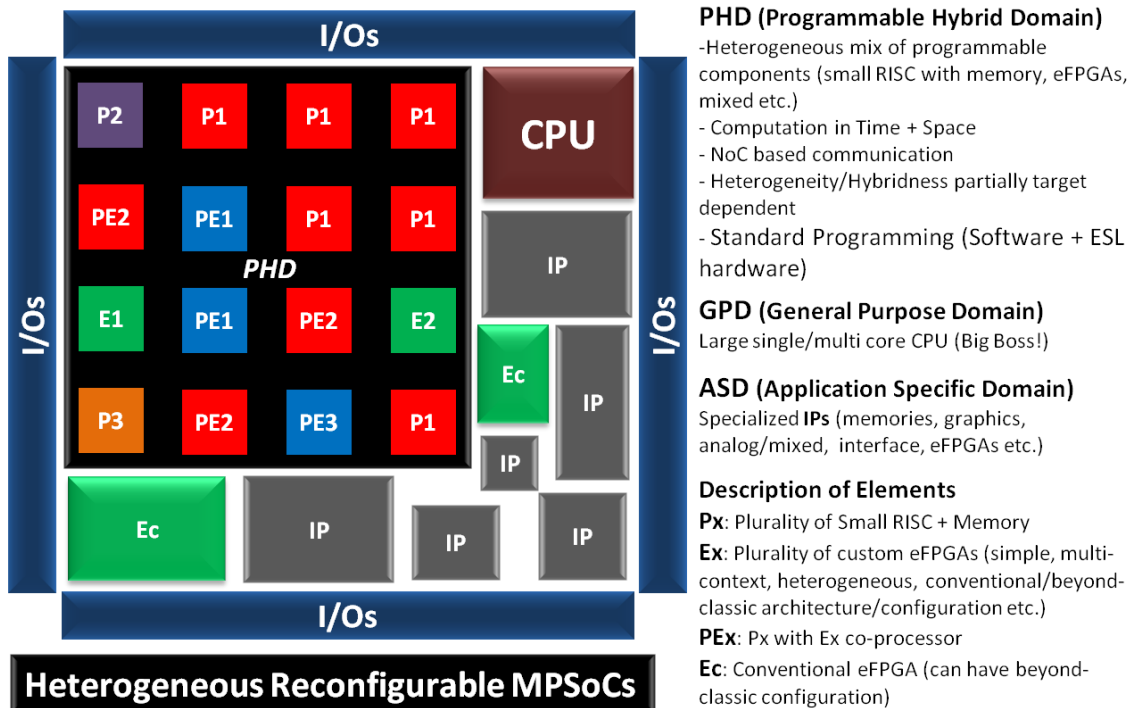 I/Os
I/Os
P2 P1 P1 P1
PE2 PE1 P1 P1
PHD
E1 PE1 PE2 E2
P3 PE2 PE3 P1
CPU
IP
Ec
IP
IP
IP
Ec
IP
IP
I/Os
I/Os
Heterogeneous Reconfigurable MPSoCs
PHD (Programmable Hybrid Domain)
-Heterogeneous mix of programmable
components (small RISC with memory, eFPGAs,
mixed etc.)
- Computation in Time + Space
- NoC based communication
- Heterogeneity/Hybridness partially target
dependent
- Standard Programming (Software + ESL
hardware)
GPD (General Purpose Domain)
Large single/multi core CPU (Big Boss!)
ASD (Application Specific Domain)
Specialized IPs (memories, graphics,
analog/mixed, interface, eFPGAs etc.)
Description of Elements
Px: Plurality of Small RISC + Memory
Ex: Plurality of custom eFPGAs (simple, multi-
context, heterogeneous, conventional/beyond-
classic architecture/configuration etc.)
PEx: Px with Ex co-processor
Ec: Conventional eFPGA (can have beyond-
classic configuration)